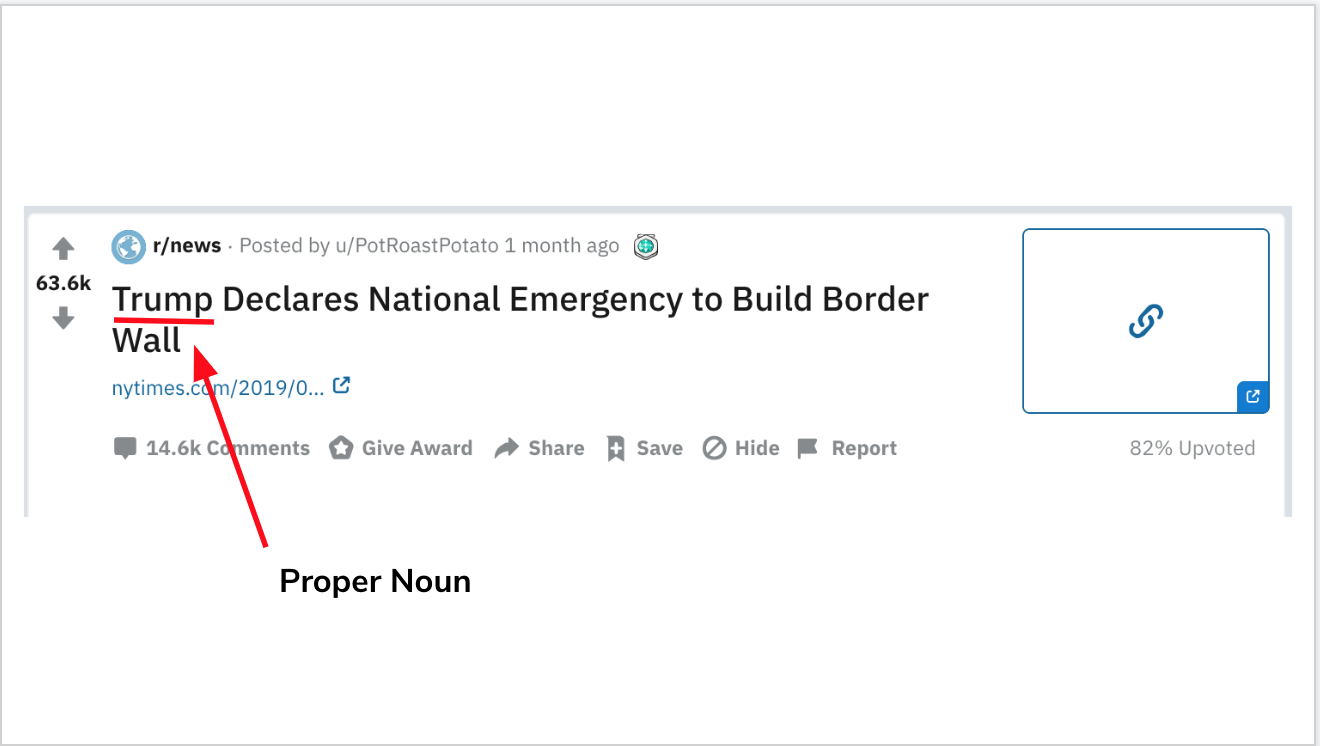 r/news · Posted by u/PotRoastPotato 1 month ago
63.6k
Trump Declares National Emergency to Build Border
Wall
nytimes.com/2019/0...
14.6k Comments Give Award Share Save Hide Report 82% Upvoted
Proper Noun